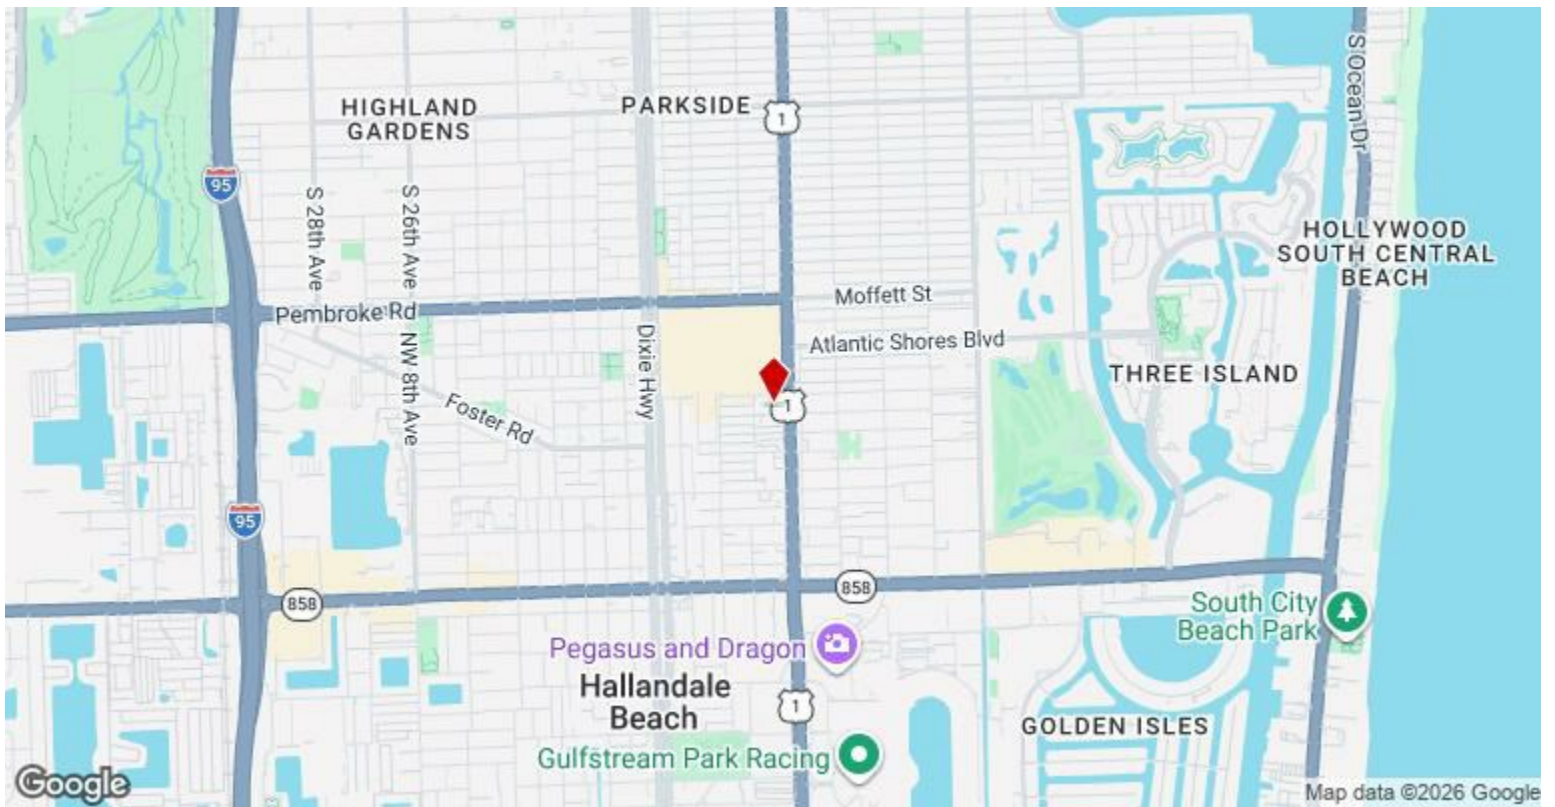 HIGHLAND
GARDENS
PARKSIDE
1
S Ocean Dr
95
S 28th Ave
S 26th Ave
HOLLYWOOD
SOUTH CENTRAL
BEACH
Pembroke Rd
Moffett St
Dixie Hwy
Atlantic Shores Blvd
NW 8th Ave
THREE ISLAND
Foster Rd
1
95
858
858
South City
Beach Park
Pegasus and Dragon
Hallandale
Beach
1
GOLDEN ISLES
Gulfstream Park Racing
Google
Map data ©2026 Google